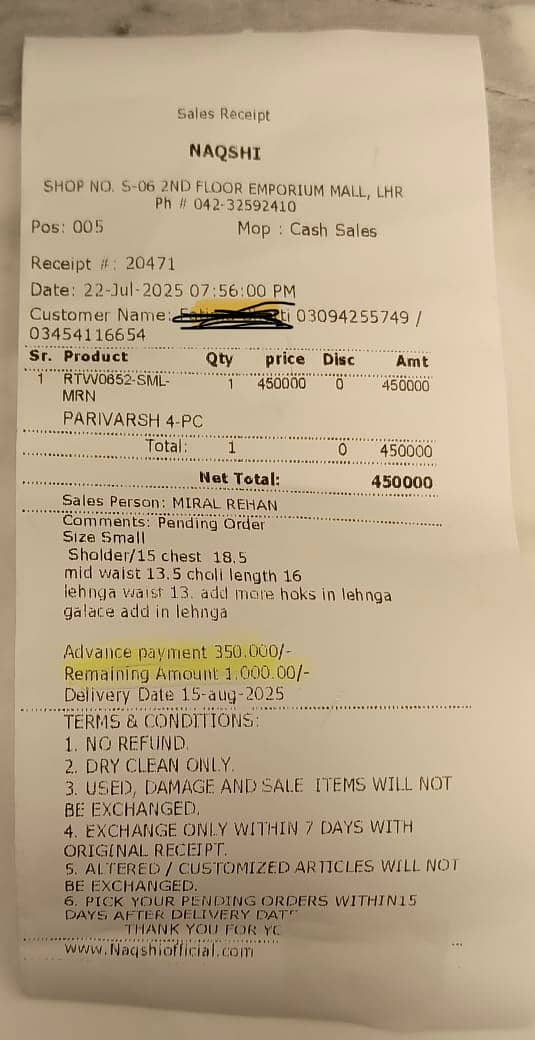 Sales Receipt
NAQSHI
SHOP NO. S-06 2ND FLOOR EMPORIUM MALL, LHR
Ph # 042-32592410
Pos: 005 Mop : Cash Sales
Receipt #: 20471
Date: 22-Jul-2025 07:56:00 PM
Customer Name: 03094255749 /
03454116654
Sr. Product Qty price Disc Amt
1 RTW0652-SML- 1 450000 0 450000
MRN
PARIVARSH 4-PC
Total: 1 0 450000
Net Total: 450000
Sales Person: MIRAL REHAN
Comments: Pending Order
Size Small
Sholder/15 chest 18.5
mid waist 13.5 choli length 16
lehnga waist 13. add more hoks in lehnga
galace add in lehnga
Advance payment 350.000/-
Remaining Amount 1.000.00/-
Delivery Date 15-aug-2025
TERMS & CONDITIONS:
1. NO REFUND.
2. DRY CLEAN ONLY.
3. USED, DAMAGE AND SALE ITEMS WILL NOT
BE EXCHANGED.
4. EXCHANGE ONLY WITHIN 7 DAYS WITH
ORIGINAL RECEIPT.
5. ALTERED / CUSTOMIZED ARTICLES WILL NOT
BE EXCHANGED.
6. PICK YOUR PENDING ORDERS WITHIN15
DAYS AFTER DELIVERY DATE
THANK YOU FOR
www.Naqshiofficial.com